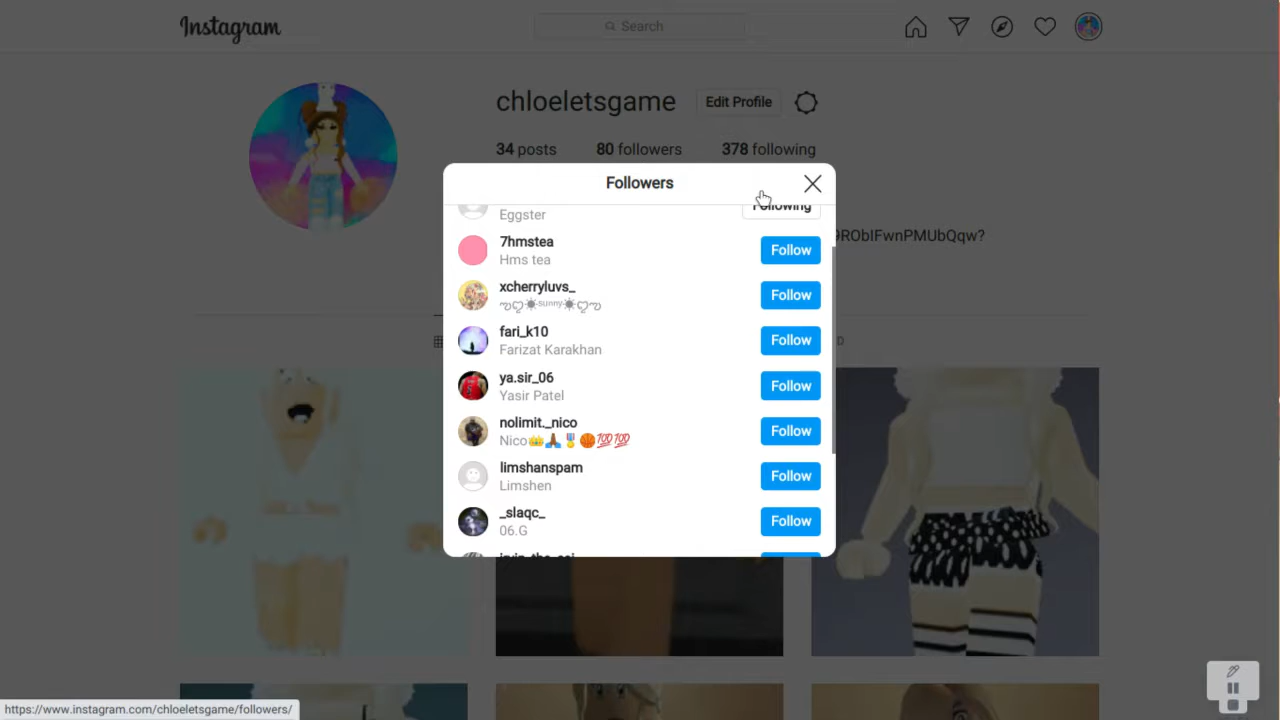 Instagram
Search
chloeletsgame Edit Profile
34 posts 80 followers 378 following
Followers
Following
Eggster
7hmstea Follow
Hms tea
xcherryluvs_ Follow
fari_k10 Follow
Farizat Karakhan
ya.sir_06 Follow
Yasir Patel
nolimit._nico Follow
Nico👑🙏🏾🎖🏀💯💯
limshanspam Follow
Limshen
_slaqc_ Follow
06.G
https://www.instagram.com/chloeletsgame/followers/